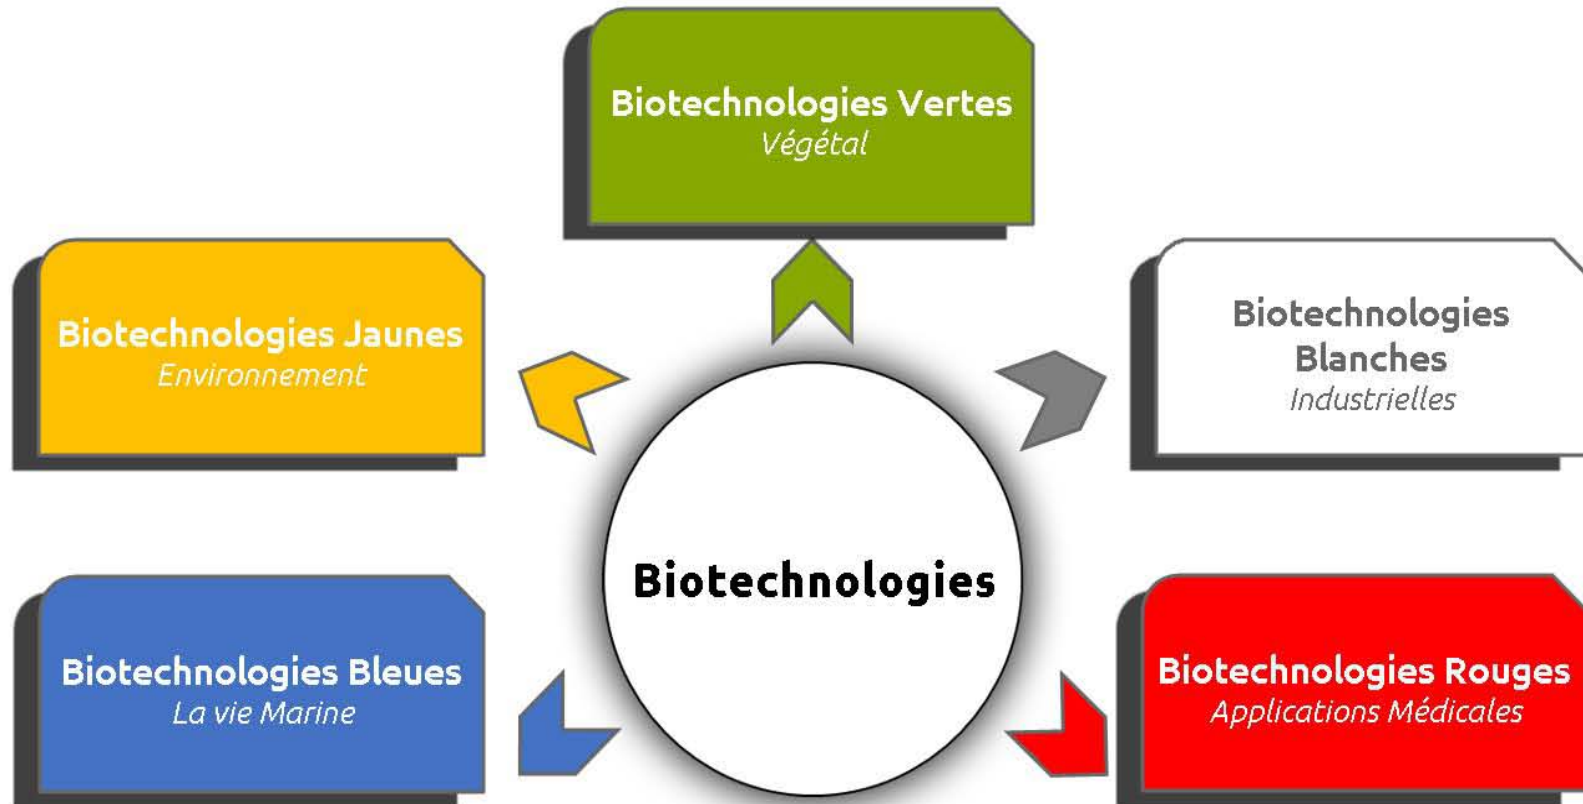 Biotechnologies Vertes
Végétal
Biotechnologies Jaunes
Environnement
Biotechnologies
Blanches
Industrielles
Biotechnologies
Biotechnologies Bleues
La vie Marine
Biotechnologies Rouges
Applications Médicales